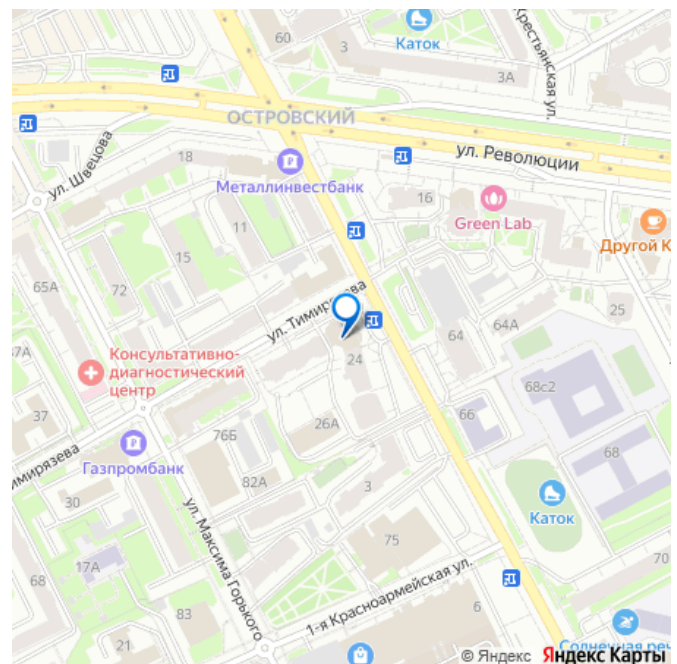 60
3
Каток
3А
Крестьянская ул.
ОСТРОВСКИЙ
ул. Швецова
18
Металлинвестбанк
ул. Революции
16
Green Lab
Другой К
11
15
72
65А
ул. Тимирязева
25
64
64А
24
Консультативно-
диагностический
центр
37
68с2
66
26А
76Б
Газпромбанк
68
82А
30
3
Каток
ул. Максима Горького
75
17А
68
70
1-я Красноармейская ул.
83
6
21
Солнечная реч
© Яндекс Яндекс Карты